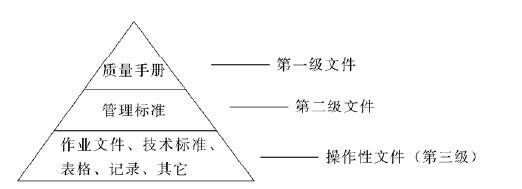 质量手册
第一级文件
管理标准
第二级文件
作业文件、技术标准、
表格、记录、其它
操作性文件（第三级）